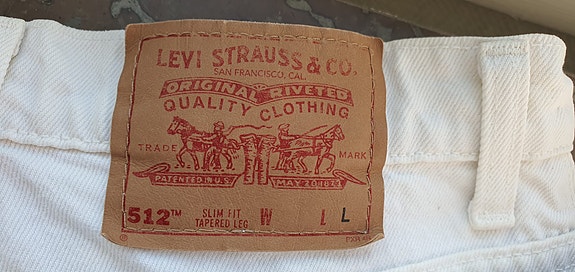 LEVI STRAUSS & CO.
SAN FRANCISCO, CAL.
ORIGINAL RIVETED
QUALITY CLOTHING
TRADE MARK
PATENTED IN U.S. MAY 20 1873
512™ SLIM FIT W L L
TAPERED LEG
®